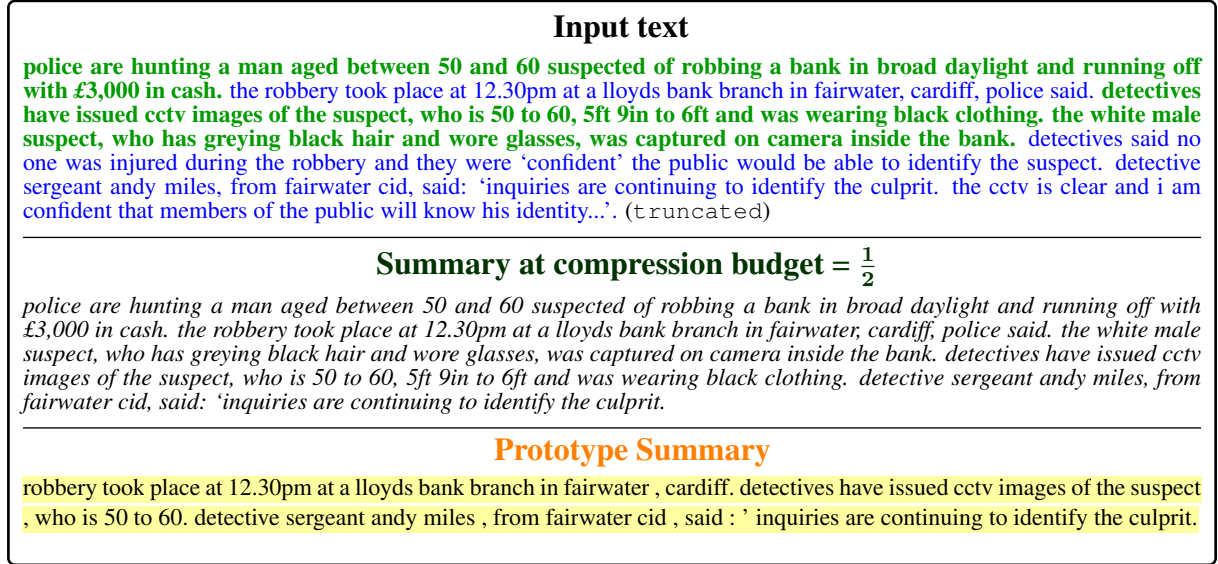 Input text
police are hunting a man aged between 50 and 60 suspected of robbing a bank in broad daylight and running off
with £3,000 in cash. the robbery took place at 12.30pm at a lloyds bank branch in fairwater, cardiff, police said. detectives
have issued cctv images of the suspect, who is 50 to 60, 5ft 9in to 6ft and was wearing black clothing. the white male
suspect, who has greying black hair and wore glasses, was captured on camera inside the bank. detectives said no
one was injured during the robbery and they were ‘confident’ the public would be able to identify the suspect. detective
sergeant andy miles, from fairwater cid, said: ‘inquiries are continuing to identify the culprit. the cctv is clear and i am
confident that members of the public will know his identity...’. (truncated)
Summary at compression budget = 1/2
police are hunting a man aged between 50 and 60 suspected of robbing a bank in broad daylight and running off with
£3,000 in cash. the robbery took place at 12.30pm at a lloyds bank branch in fairwater, cardiff, police said. the white male
suspect, who has greying black hair and wore glasses, was captured on camera inside the bank. detectives have issued cctv
images of the suspect, who is 50 to 60, 5ft 9in to 6ft and was wearing black clothing. detective sergeant andy miles, from
fairwater cid, said: ‘inquiries are continuing to identify the culprit.
Prototype Summary
robbery took place at 12.30pm at a lloyds bank branch in fairwater , cardiff. detectives have issued cctv images of the suspect
, who is 50 to 60. detective sergeant andy miles , from fairwater cid , said : ’ inquiries are continuing to identify the culprit.